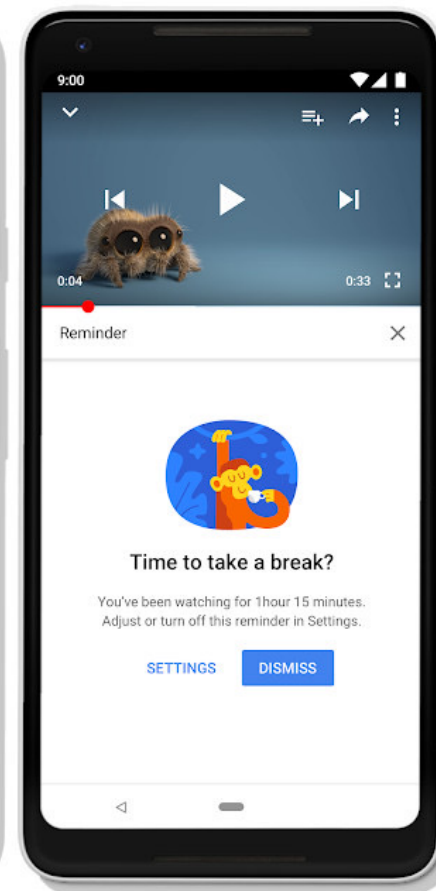 9:00
0:04
0:33
Reminder
Time to take a break?
You've been watching for 1hour 15 minutes.
Adjust or turn off this reminder in Settings.
SETTINGS
DISMISS